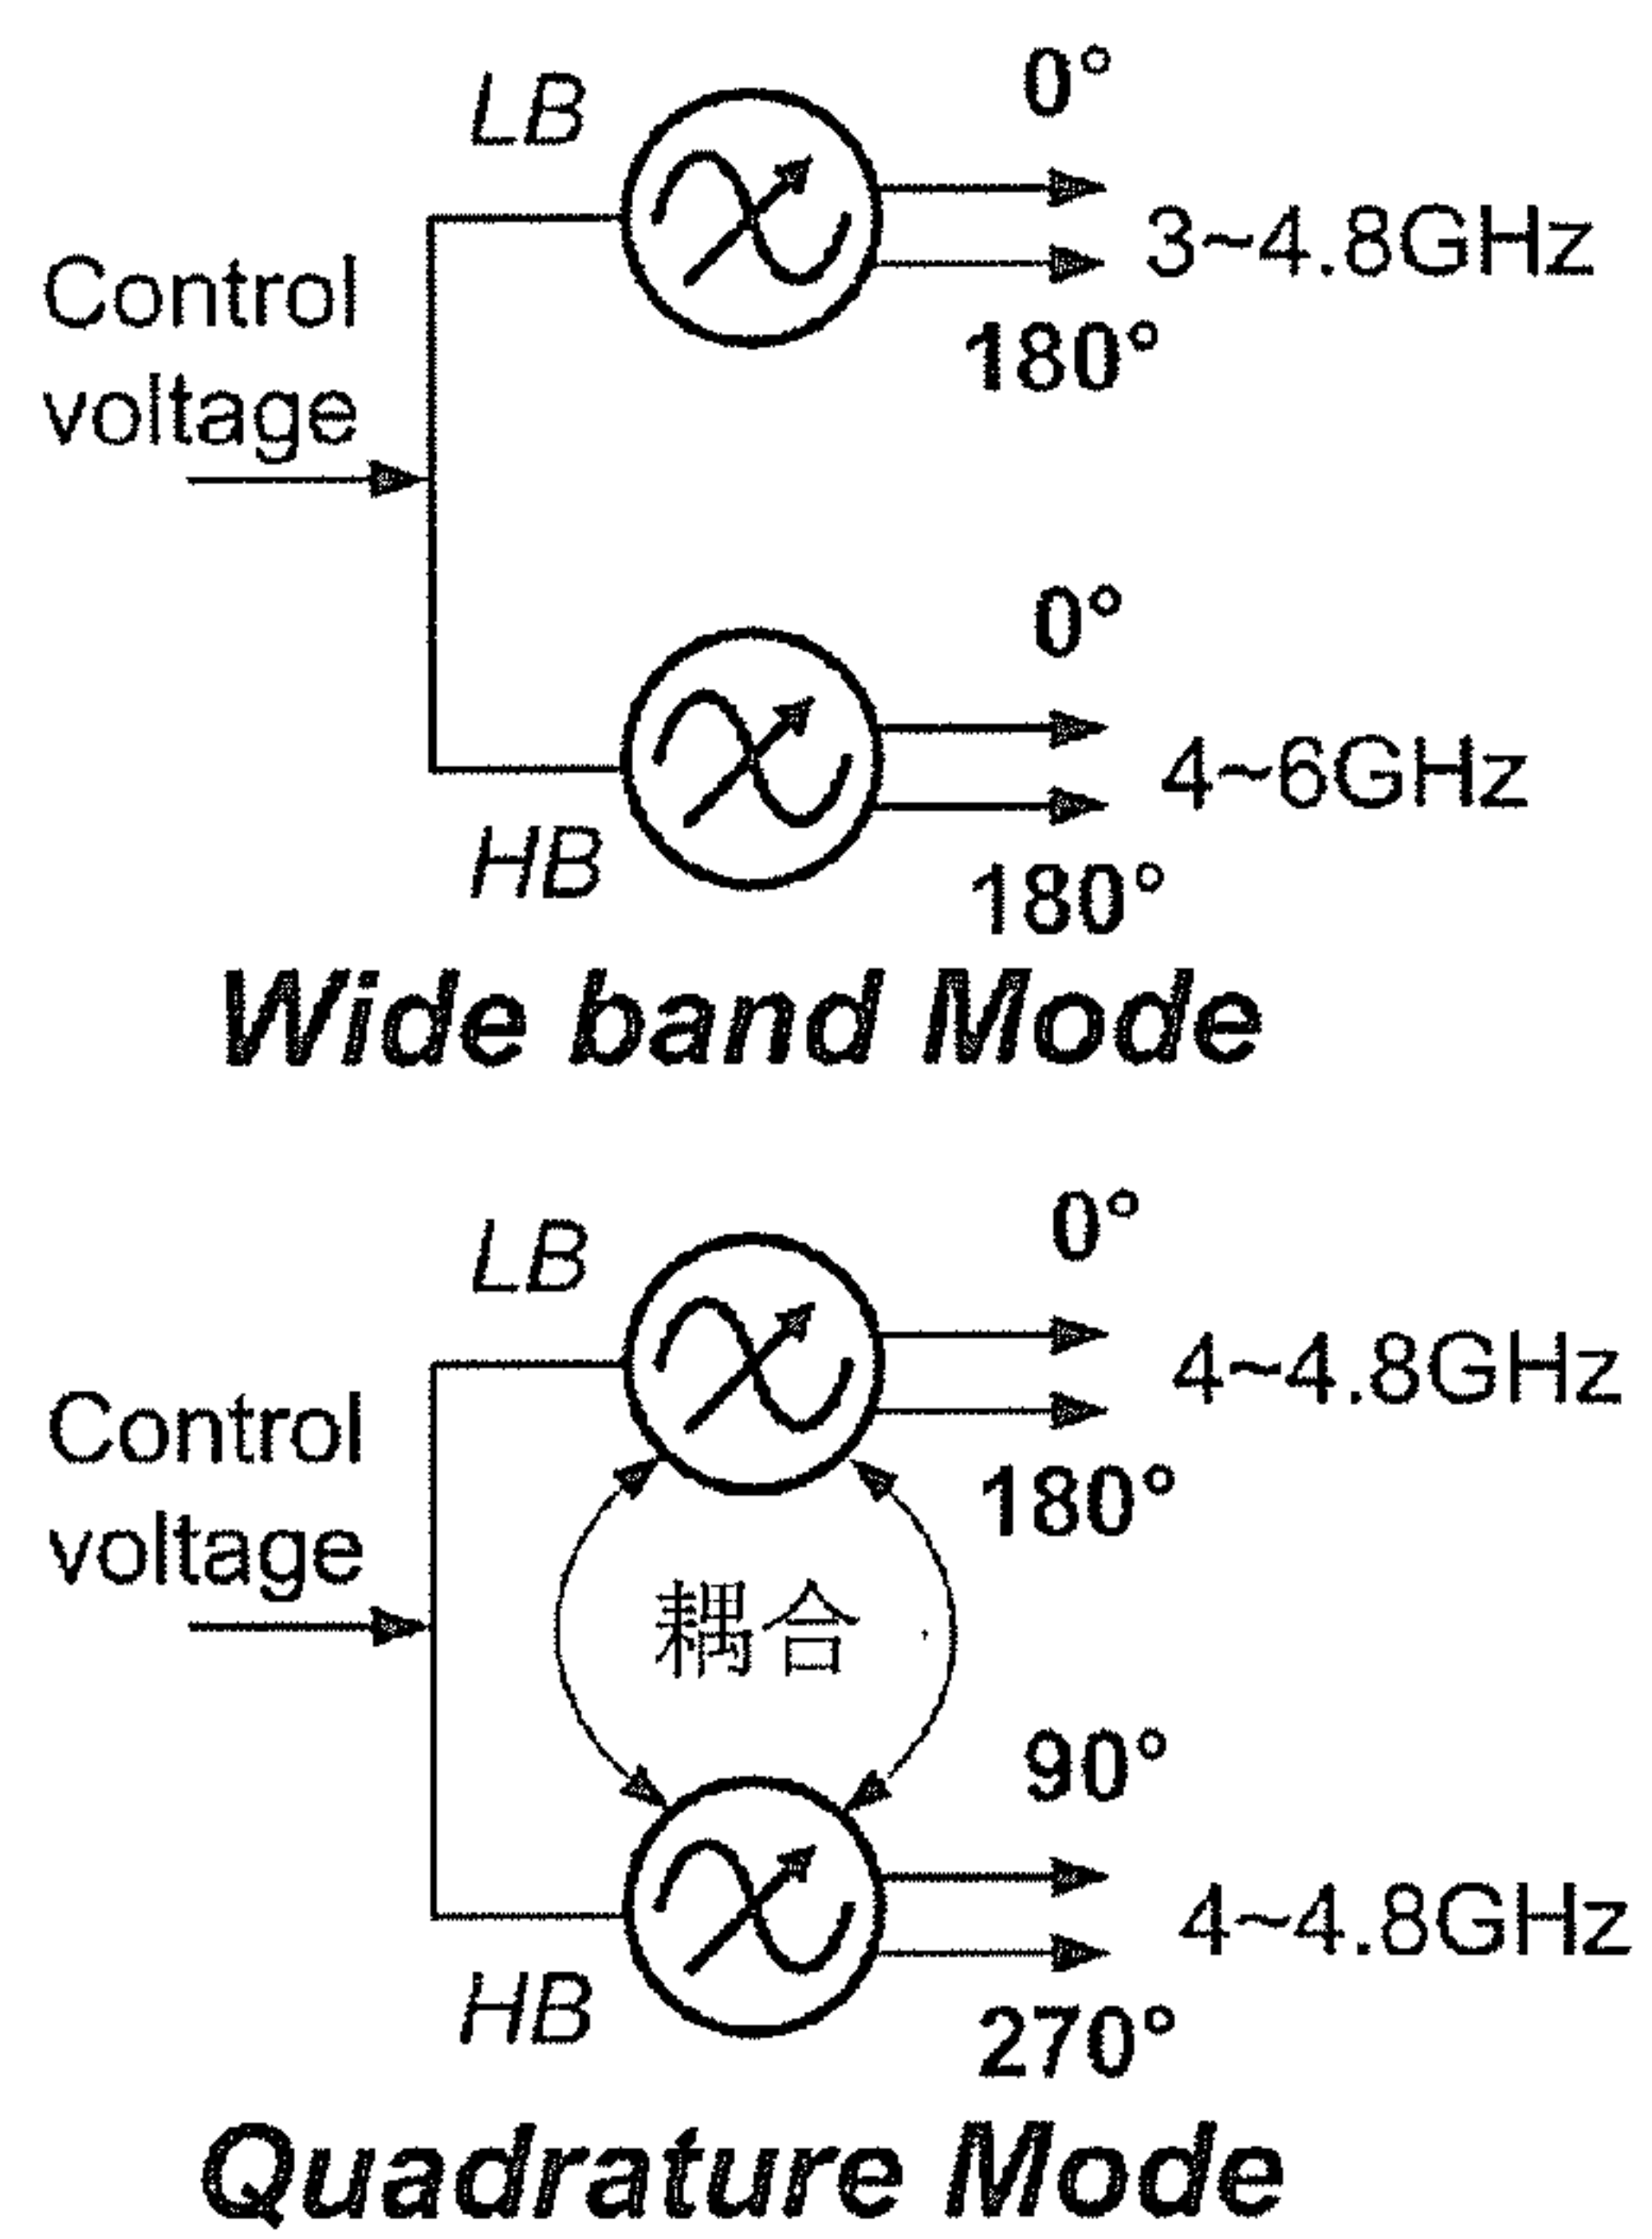 LB
0°
Control
voltage
3~4.8GHz
180°
0°
4~6GHz
HB
180°
Wide band Mode
LB
0°
Control
voltage
4~4.8GHz
180°
耦合
90°
4~4.8GHz
HB
270°
Quadrature Mode